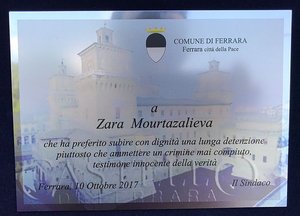 COMUNE DI FERRARA
Ferrara città della Pace
a
Zara Mourtazalieva
che ha preferito subire con dignità una lunga detenzione
piuttosto che ammettere un crimine mai compiuto,
testimone innocente della verità
Ferrara, 10 Ottobre 2017
Il Sindaco